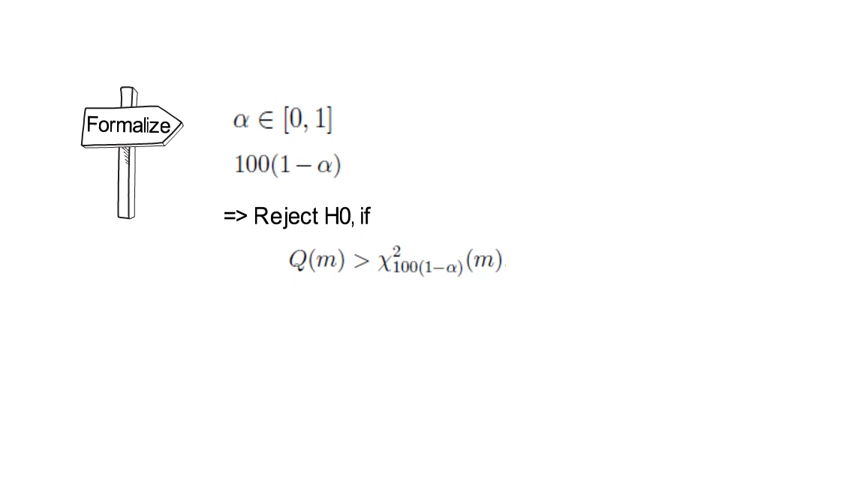 Formalize
α ∈ [0, 1]
100(1 − α)
=> Reject H0, if
Q(m) > χ²₁₀₀₍₁₋α₎(m)